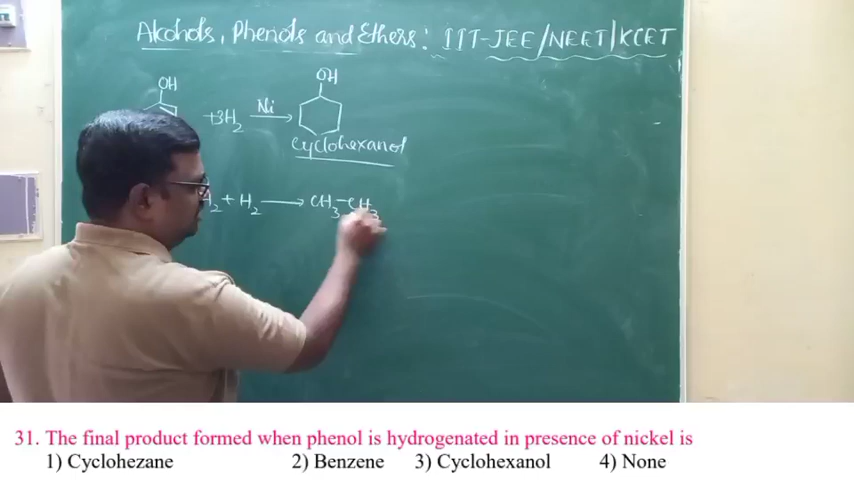 Alcohols, Phenols and Ethers: IIT-JEE/NEET/KCET
OH OH
+3H2 Ni
Cyclohexanol
H2 + H2 → CH3-CH3
31. The final product formed when phenol is hydrogenated in presence of nickel is
1) Cyclohezane 2) Benzene 3) Cyclohexanol 4) None